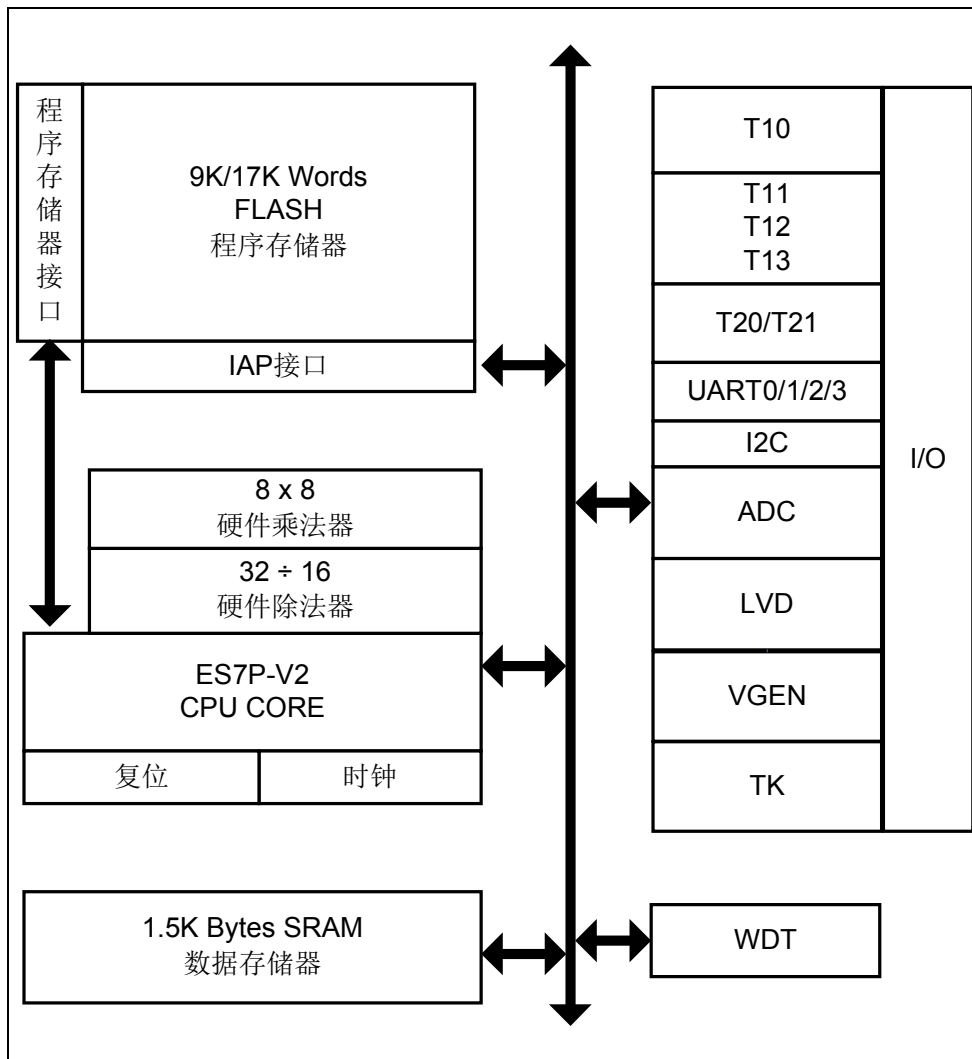 程序存储器接口
9K/17K Words
FLASH
程序存储器
IAP接口
8 x 8
硬件乘法器
32 ÷ 16
硬件除法器
ES7P-V2
CPU CORE
复位
时钟
1.5K Bytes SRAM
数据存储器
T10
T11
T12
T13
T20/T21
UART0/1/2/3
I2C
ADC
LVD
VGEN
TK
I/O
WDT